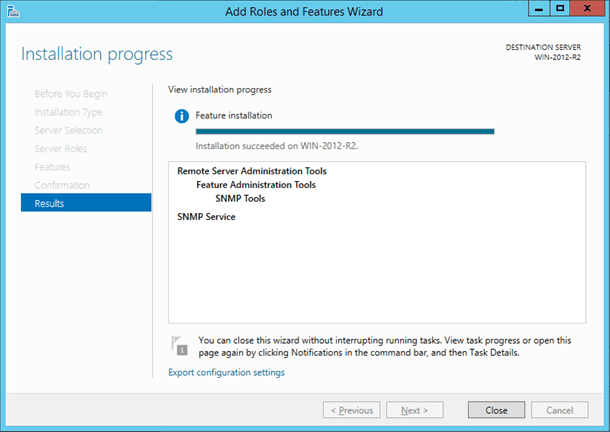 Add Roles and Features Wizard
Installation progress
DESTINATION SERVER
WIN-2012-R2
Before You Begin
Installation Type
Server Selection
Server Roles
Features
Confirmation
Results
View installation progress
Feature installation
Installation succeeded on WIN-2012-R2.
Remote Server Administration Tools
Feature Administration Tools
SNMP Tools
SNMP Service
1
You can close this wizard without interrupting running tasks. View task progress or open this
page again by clicking Notifications in the command bar, and then Task Details.
Export configuration settings
< Previous
Next >
Close
Cancel